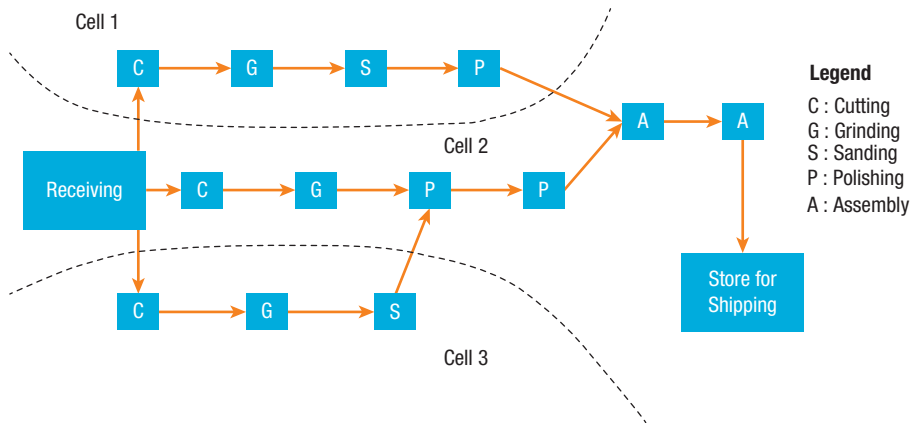 Cell 1
C G S P
Legend
C : Cutting
G : Grinding
S : Sanding
P : Polishing
A : Assembly
A A
Cell 2
Receiving
C G P P
Store for
Shipping
C G S
Cell 3